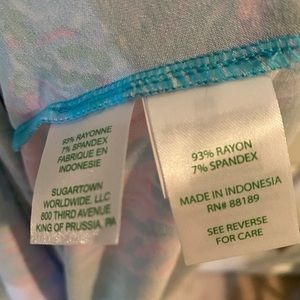 93% RAYONNE
7% SPANDEX
FABRIQUE EN
INDONESIE
SUGARTOWN
WORLDWIDE, LLC
800 THIRD AVENUE
KING OF PRUSSIA, PA
93% RAYON
7% SPANDEX
MADE IN INDONESIA
RN# 88189
SEE REVERSE
FOR CARE